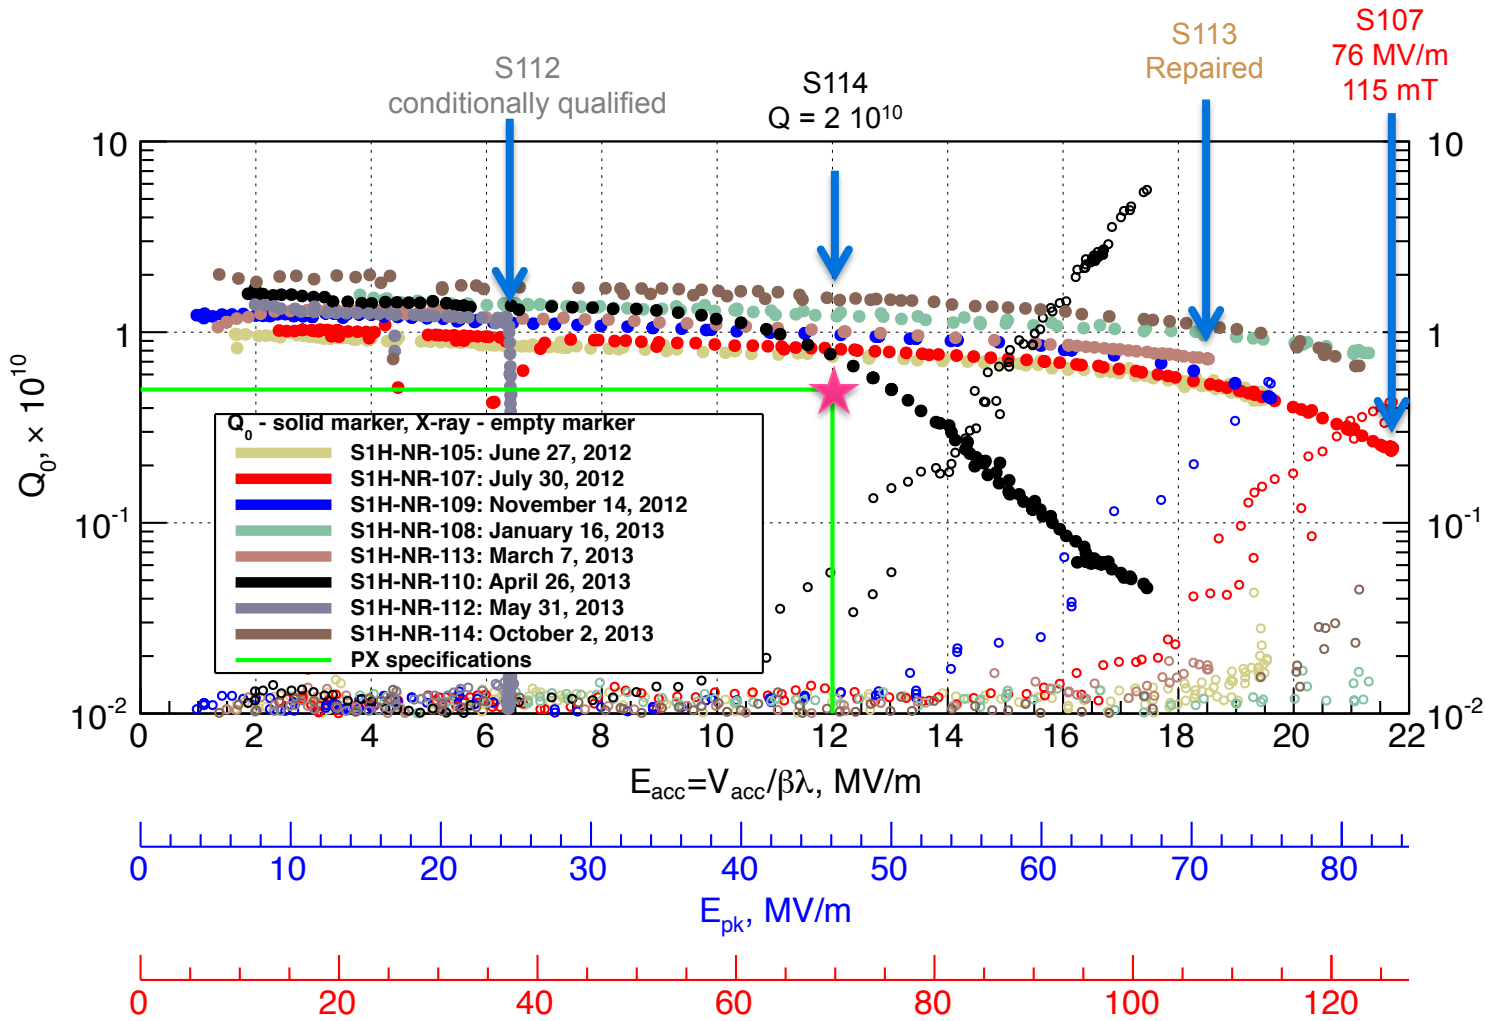 S112
conditionally qualified
S114
Q = 2 10¹⁰
S113
Repaired
S107
76 MV/m
115 mT
10
1
10⁻¹
10⁻²
Q₀, × 10¹⁰
10
1
10⁻¹
10⁻²
Q₀ - solid marker, X-ray - empty marker
S1H-NR-105: June 27, 2012
S1H-NR-107: July 30, 2012
S1H-NR-109: November 14, 2012
S1H-NR-108: January 16, 2013
S1H-NR-113: March 7, 2013
S1H-NR-110: April 26, 2013
S1H-NR-112: May 31, 2013
S1H-NR-114: October 2, 2013
PX specifications
0 2 4 6 8 10 12 14 16 18 20 22
E_acc=V_acc/βλ, MV/m
0 10 20 30 40 50 60 70 80
E_pk, MV/m
0 20 40 60 80 100 120